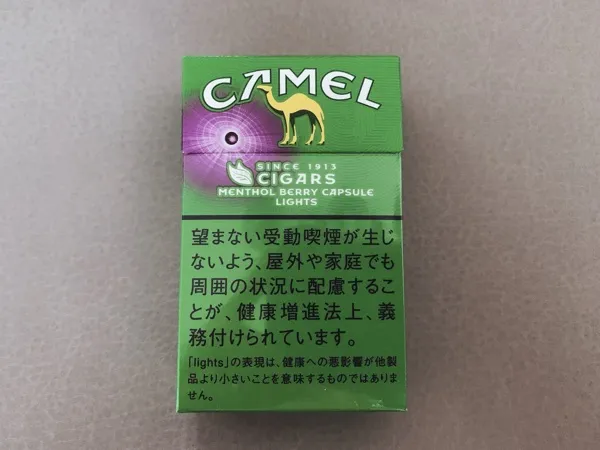 CAMEL
SINCE 1913
CIGARS
MENTHOL BERRY CAPSULE
LIGHTS
望まない受動喫煙が生じ
ないよう、屋外や家庭でも
周囲の状況に配慮するこ
とが、健康増進法上、義
務付けられています。
「lights」の表現は、健康への悪影響が他製
品より小さいことを意味するものではありま
せん。